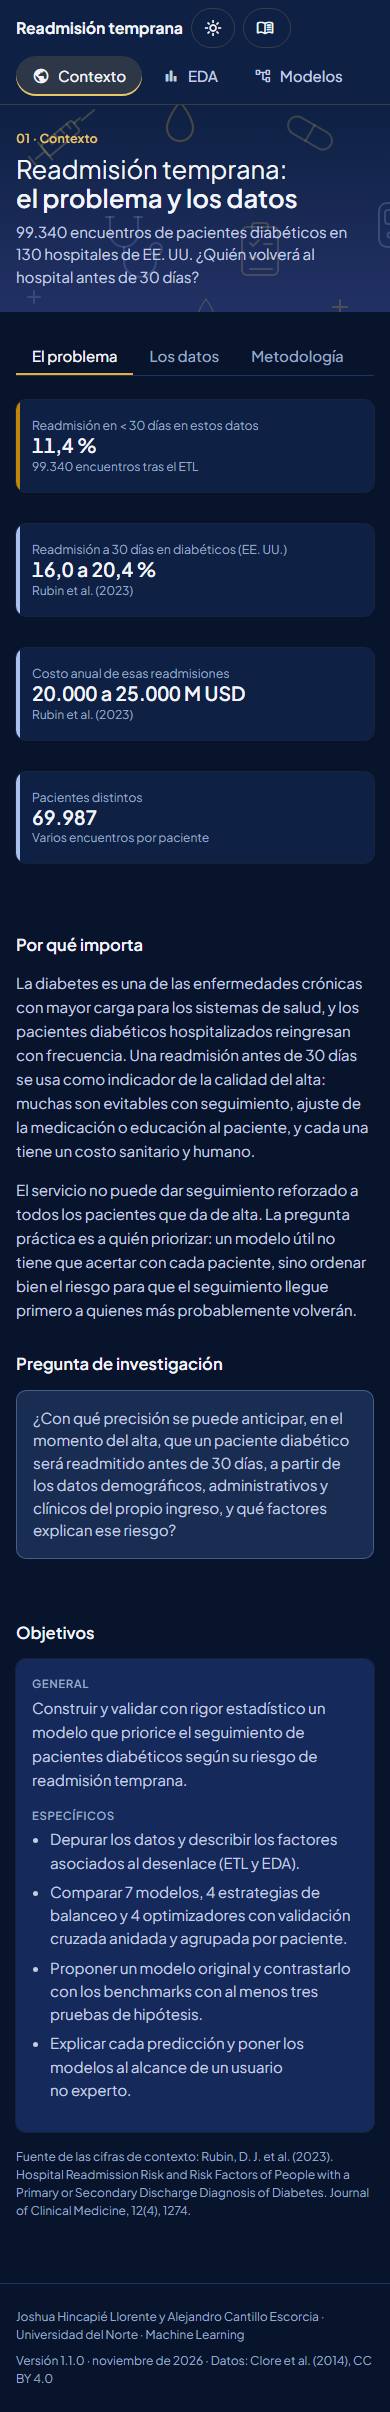 Readmisión temprana
Contexto
EDA
Modelos
01 · Contexto
Readmisión temprana:
el problema y los datos
99.340 encuentros de pacientes diabéticos en
130 hospitales de EE. UU. ¿Quién volverá al
hospital antes de 30 días?
El problema
Los datos
Metodología
Readmisión en < 30 días en estos datos
11,4 %
99.340 encuentros tras el ETL
Readmisión a 30 días en diabéticos (EE. UU.)
16,0 a 20,4 %
Rubin et al. (2023)
Costo anual de esas readmisiones
20.000 a 25.000 M USD
Rubin et al. (2023)
Pacientes distintos
69.987
Varios encuentros por paciente
Por qué importa
La diabetes es una de las enfermedades crónicas
con mayor carga para los sistemas de salud, y los
pacientes diabéticos hospitalizados reingresan
con frecuencia. Una readmisión antes de 30 días
se usa como indicador de la calidad del alta:
muchas son evitables con seguimiento, ajuste de
la medicación o educación al paciente, y cada una
tiene un costo sanitario y humano.
El servicio no puede dar seguimiento reforzado a
todos los pacientes que da de alta. La pregunta
práctica es a quién priorizar: un modelo útil no
tiene que acertar con cada paciente, sino ordenar
bien el riesgo para que el seguimiento llegue
primero a quienes más probablemente volverán.
Pregunta de investigación
¿Con qué precisión se puede anticipar, en el
momento del alta, que un paciente diabético
será readmitido antes de 30 días, a partir de
los datos demográficos, administrativos y
clínicos del propio ingreso, y qué factores
explican ese riesgo?
Objetivos
GENERAL
Construir y validar con rigor estadístico un
modelo que priorice el seguimiento de
pacientes diabéticos según su riesgo de
readmisión temprana.
ESPECÍFICOS
• Depurar los datos y describir los factores
asociados al desenlace (ETL y EDA).
• Comparar 7 modelos, 4 estrategias de
balanceo y 4 optimizadores con validación
cruzada anidada y agrupada por paciente.
• Proponer un modelo original y contrastarlo
con los benchmarks con al menos tres
pruebas de hipótesis.
• Explicar cada predicción y poner los
modelos al alcance de un usuario
no experto.
Fuente de las cifras de contexto: Rubin, D. J. et al. (2023).
Hospital Readmission Risk and Risk Factors of People with a
Primary or Secondary Discharge Diagnosis of Diabetes. Journal
of Clinical Medicine, 12(4), 1274.
Joshua Hincapié Llorente y Alejandro Cantillo Escorcia ·
Universidad del Norte · Machine Learning
Versión 1.1.0 · noviembre de 2026 · Datos: Clore et al. (2014), CC
BY 4.0